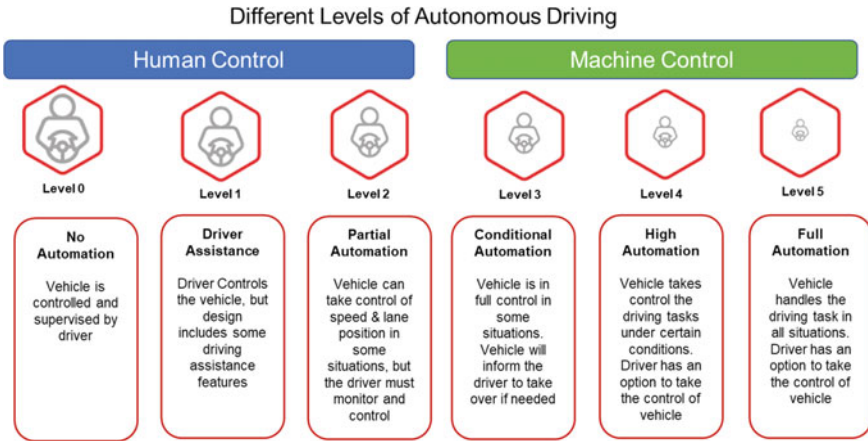 Different Levels of Autonomous Driving
Human Control
Machine Control
Level 0
Level 1
Level 2
Level 3
Level 4
Level 5
No
Automation
Vehicle is
controlled and
supervised by
driver
Driver
Assistance
Driver Controls
the vehicle, but
design
includes some
driving
assistance
features
Partial
Automation
Vehicle can
take control of
speed & lane
position in
some
situations, but
the driver must
monitor and
control
Conditional
Automation
Vehicle is in
full control in
some
situations.
Vehicle will
inform the
driver to take
over if needed
High
Automation
Vehicle takes
control the
driving tasks
under certain
conditions.
Driver has an
option to take
the control of
vehicle
Full
Automation
Vehicle
handles the
driving task in
all situations.
Driver has an
option to take
the control of
vehicle